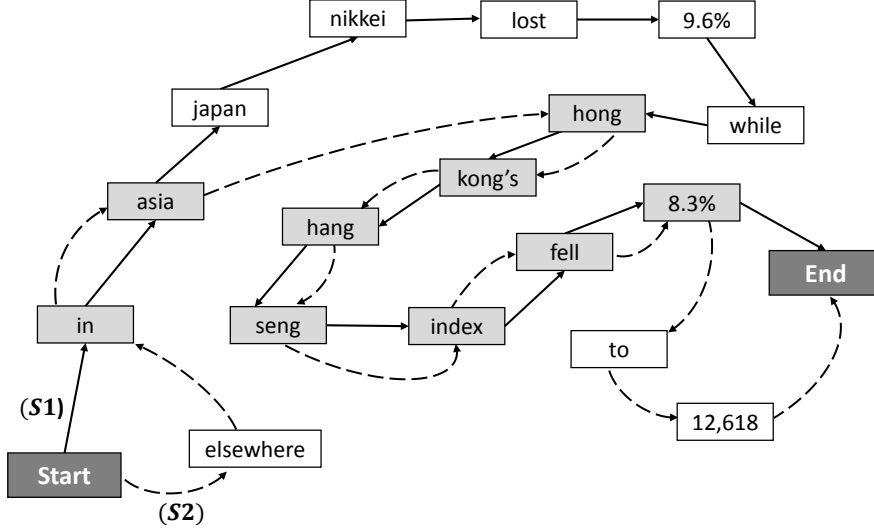 nikkei
lost
9.6%
japan
hong
while
kong's
asia
8.3%
hang
fell
End
in
seng
index
to
(S1)
12,618
elsewhere
Start
(S2)